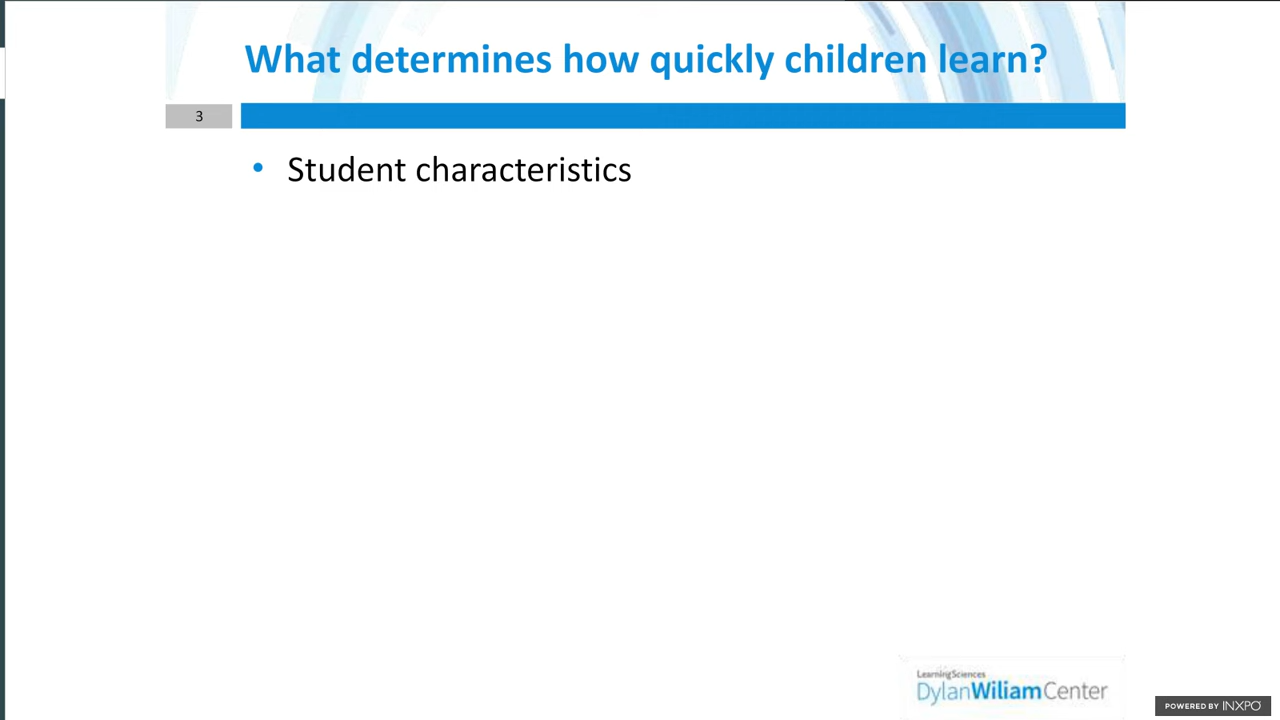 What determines how quickly children learn?
3
• Student characteristics
LearningSciences
DylanWiliamCenter
POWERED BY INXPO